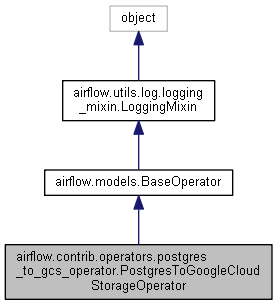 object
airflow.utils.log.logging
_mixin.LoggingMixin
airflow.models.BaseOperator
airflow.contrib.operators.postgres
_to_gcs_operator.PostgresToGoogleCloud
StorageOperator